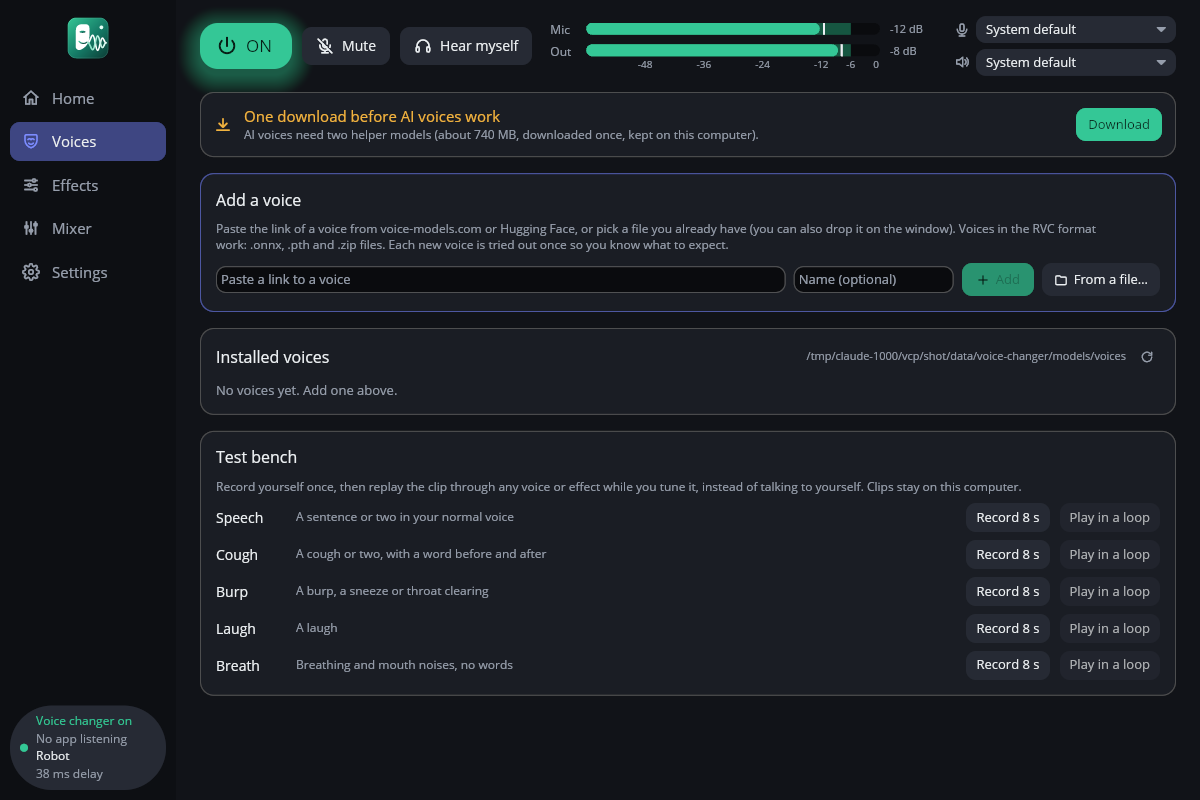 ON
Mute
Hear myself
Mic
-12 dB
Out
-8 dB
-48 -36 -24 -12 -6 0
System default
System default
Home
Voices
Effects
Mixer
Settings
One download before AI voices work
AI voices need two helper models (about 740 MB, downloaded once, kept on this computer).
Download
Add a voice
Paste the link of a voice from voice-models.com or Hugging Face, or pick a file you already have (you can also drop it on the window). Voices in the RVC format
work: .onnx, .pth and .zip files. Each new voice is tried out once so you know what to expect.
Paste a link to a voice
Name (optional)
+ Add
From a file...
Installed voices
/tmp/claude-1000/vcp/shot/data/voice-changer/models/voices
No voices yet. Add one above.
Test bench
Record yourself once, then replay the clip through any voice or effect while you tune it, instead of talking to yourself. Clips stay on this computer.
Speech A sentence or two in your normal voice Record 8 s Play in a loop
Cough A cough or two, with a word before and after Record 8 s Play in a loop
Burp A burp, a sneeze or throat clearing Record 8 s Play in a loop
Laugh A laugh Record 8 s Play in a loop
Breath Breathing and mouth noises, no words Record 8 s Play in a loop
Voice changer on
No app listening
Robot
38 ms delay